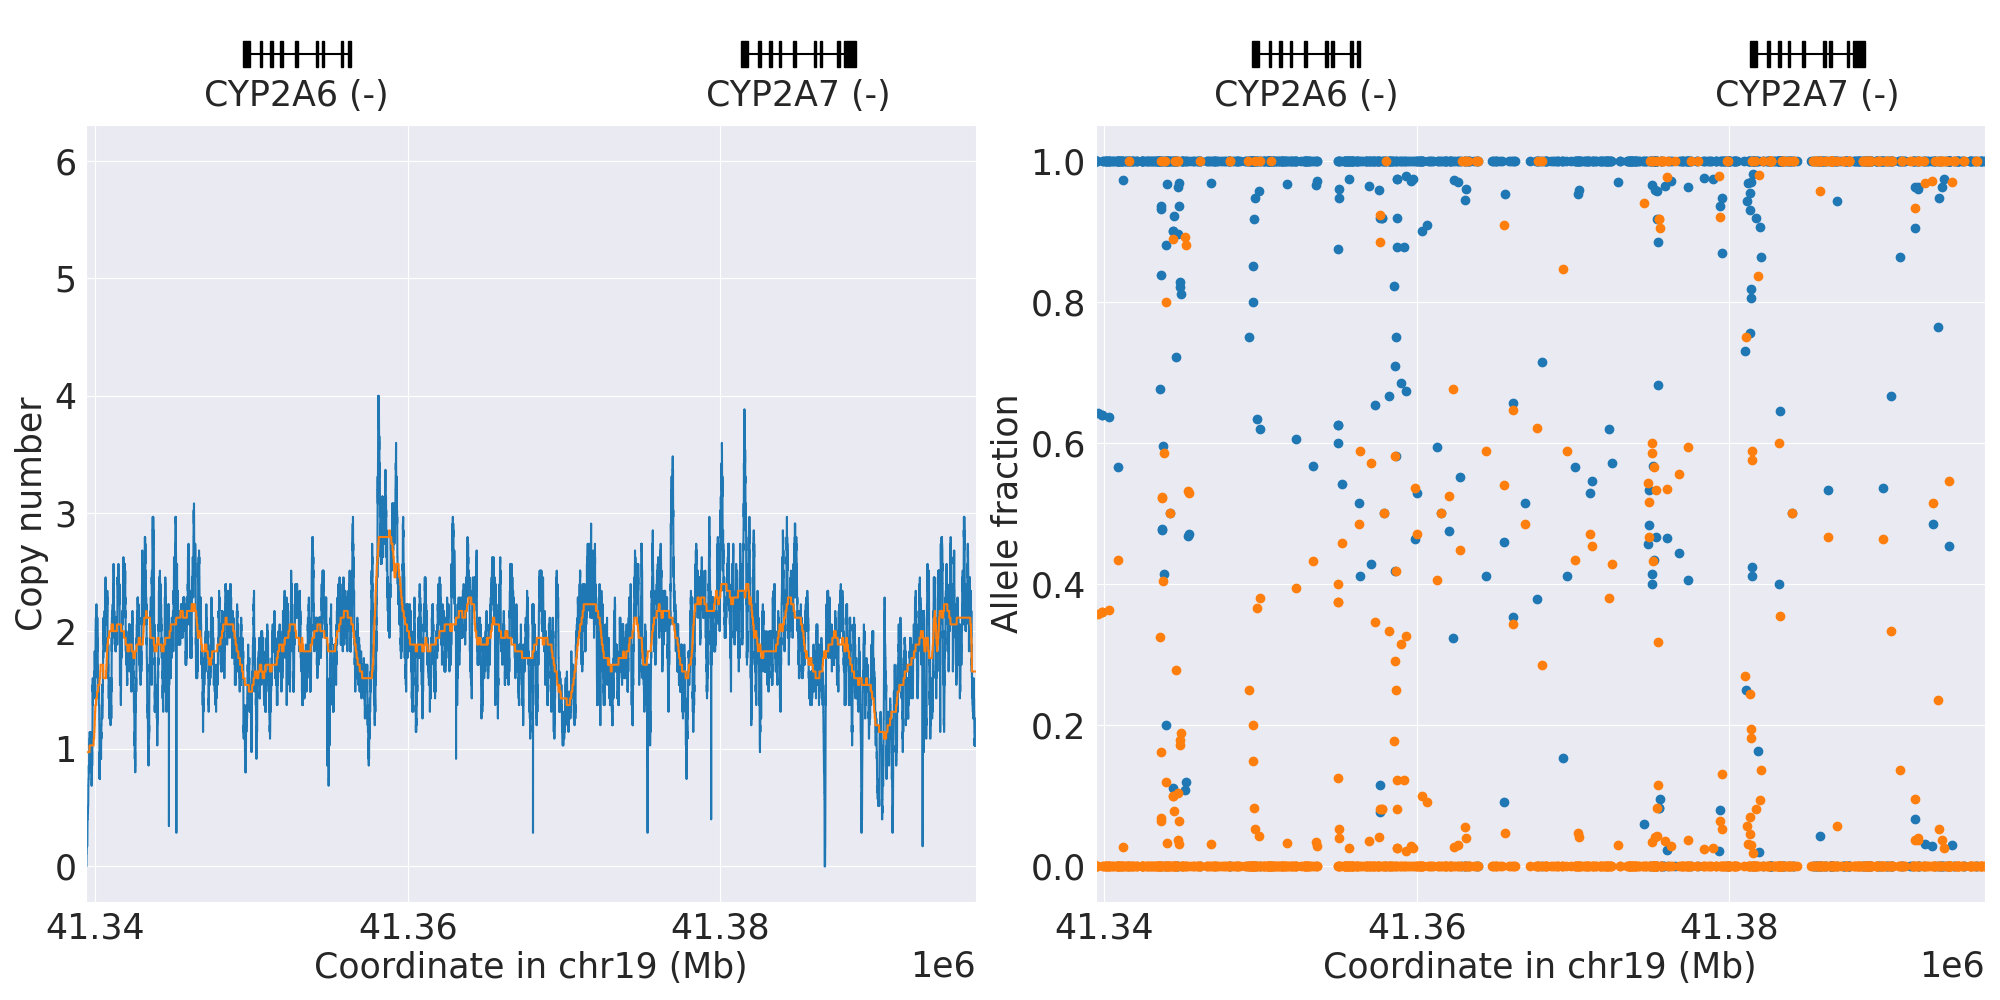 CYP2A6 (-)
CYP2A7 (-)
CYP2A6 (-)
CYP2A7 (-)
Copy number
6
5
4
3
2
1
0
41.34
41.36
41.38
Coordinate in chr19 (Mb)
1e6
Allele fraction
1.0
0.8
0.6
0.4
0.2
0.0
41.34
41.36
41.38
Coordinate in chr19 (Mb)
1e6